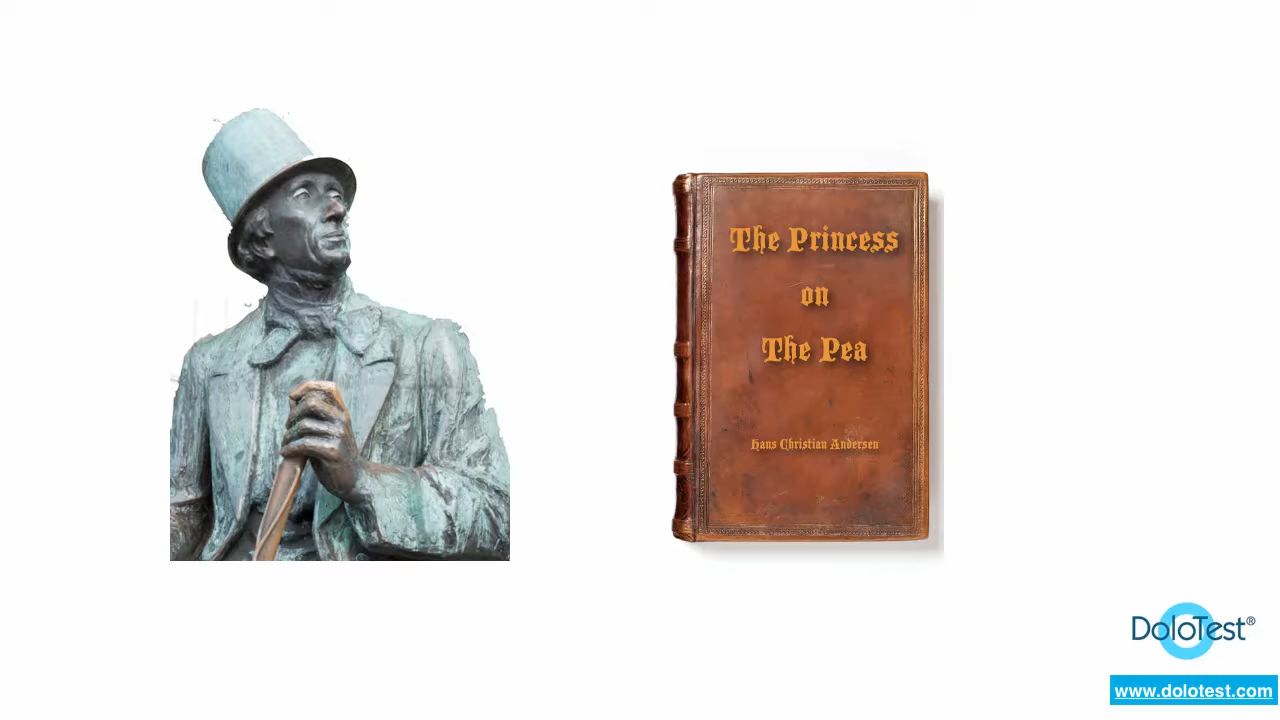 The Princess
on
The Pea
Hans Christian Andersen
DoloTest®
www.dolotest.com